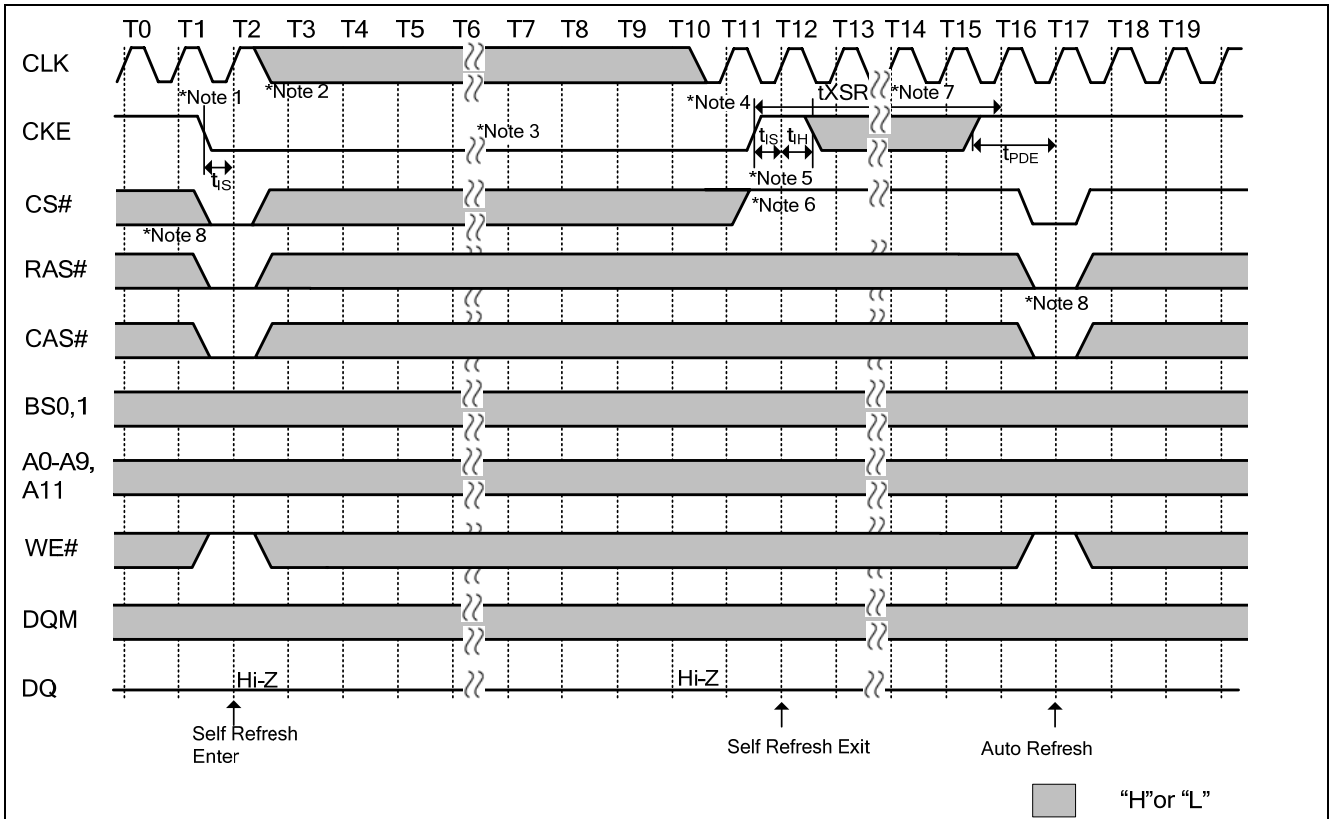 T0 T1 T2 T3 T4 T5 T6 T7 T8 T9 T10 T11 T12 T13 T14 T15 T16 T17 T18 T19
CLK
*Note 1 *Note 2 *Note 4 tXSR *Note 7
CKE *Note 3 tIS tIH tPDE
tIS *Note 5
CS# *Note 6
*Note 8
RAS#
*Note 8
CAS#
BS0,1
A0-A9,
A11
WE#
DQM
DQ Hi-Z Hi-Z
Self Refresh
Enter
Self Refresh Exit
Auto Refresh
“H”or “L”